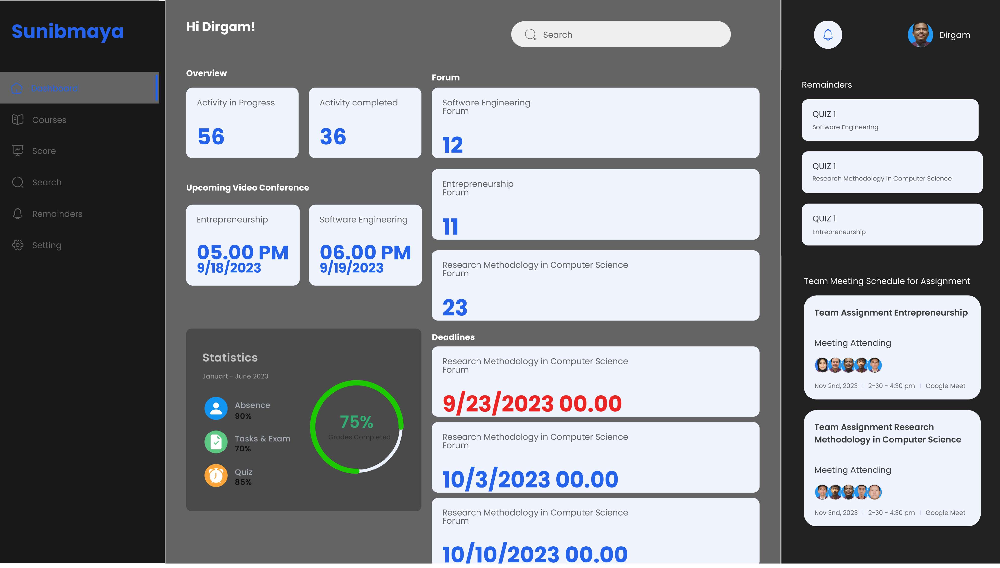 Sunibmaya
Dashboard
Courses
Score
Search
Remainders
Setting
Hi Dirgam!
Search
Overview
Activity in Progress
56
Activity completed
36
Upcoming Video Conference
Entrepreneurship
05.00 PM
9/18/2023
Software Engineering
06.00 PM
9/19/2023
Statistics
Januart - June 2023
Absence
90%
Tasks & Exam
70%
Quiz
85%
75%
Grades Completed
Forum
Software Engineering
Forum
12
Entrepreneurship
Forum
11
Research Methodology in Computer Science
Forum
23
Deadlines
Research Methodology in Computer Science
Forum
9/23/2023 00.00
Research Methodology in Computer Science
Forum
10/3/2023 00.00
Research Methodology in Computer Science
Forum
10/10/2023 00.00
Dirgam
Remainders
QUIZ 1
Software Engineering
QUIZ 1
Research Methodology in Computer Science
QUIZ 1
Entrepreneurship
Team Meeting Schedule for Assignment
Team Assignment Entrepreneurship
Meeting Attending
Nov 2nd, 2023 | 2-30 - 4:30 pm | Google Meet
Team Assignment Research
Methodology in Computer Science
Meeting Attending
Nov 3nd, 2023 | 2-30 - 4:30 pm | Google Meet